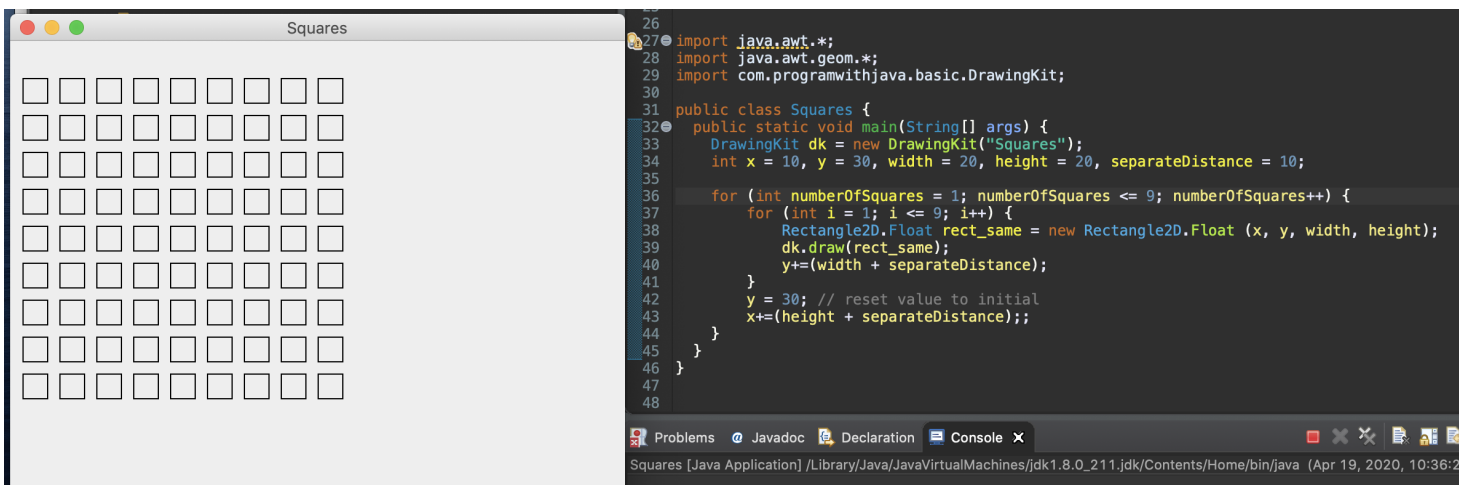 Squares
25
26
27 import java.awt.*;
28 import java.awt.geom.*;
29 import com.programwithjava.basic.DrawingKit;
30
31 public class Squares {
32 public static void main(String[] args) {
33 DrawingKit dk = new DrawingKit("Squares");
34 int x = 10, y = 30, width = 20, height = 20, separateDistance = 10;
35
36 for (int numberOfSquares = 1; numberOfSquares <= 9; numberOfSquares++) {
37 for (int i = 1; i <= 9; i++) {
38 Rectangle2D.Float rect_same = new Rectangle2D.Float (x, y, width, height);
39 dk.draw(rect_same);
40 y+=(width + separateDistance);
41 }
42 y = 30; // reset value to initial
43 x+=(height + separateDistance);;
44 }
45 }
46 }
47
48
Problems @ Javadoc Declaration Console
Squares [Java Application] /Library/Java/JavaVirtualMachines/jdk1.8.0_211.jdk/Contents/Home/bin/java (Apr 19, 2020, 10:36:2